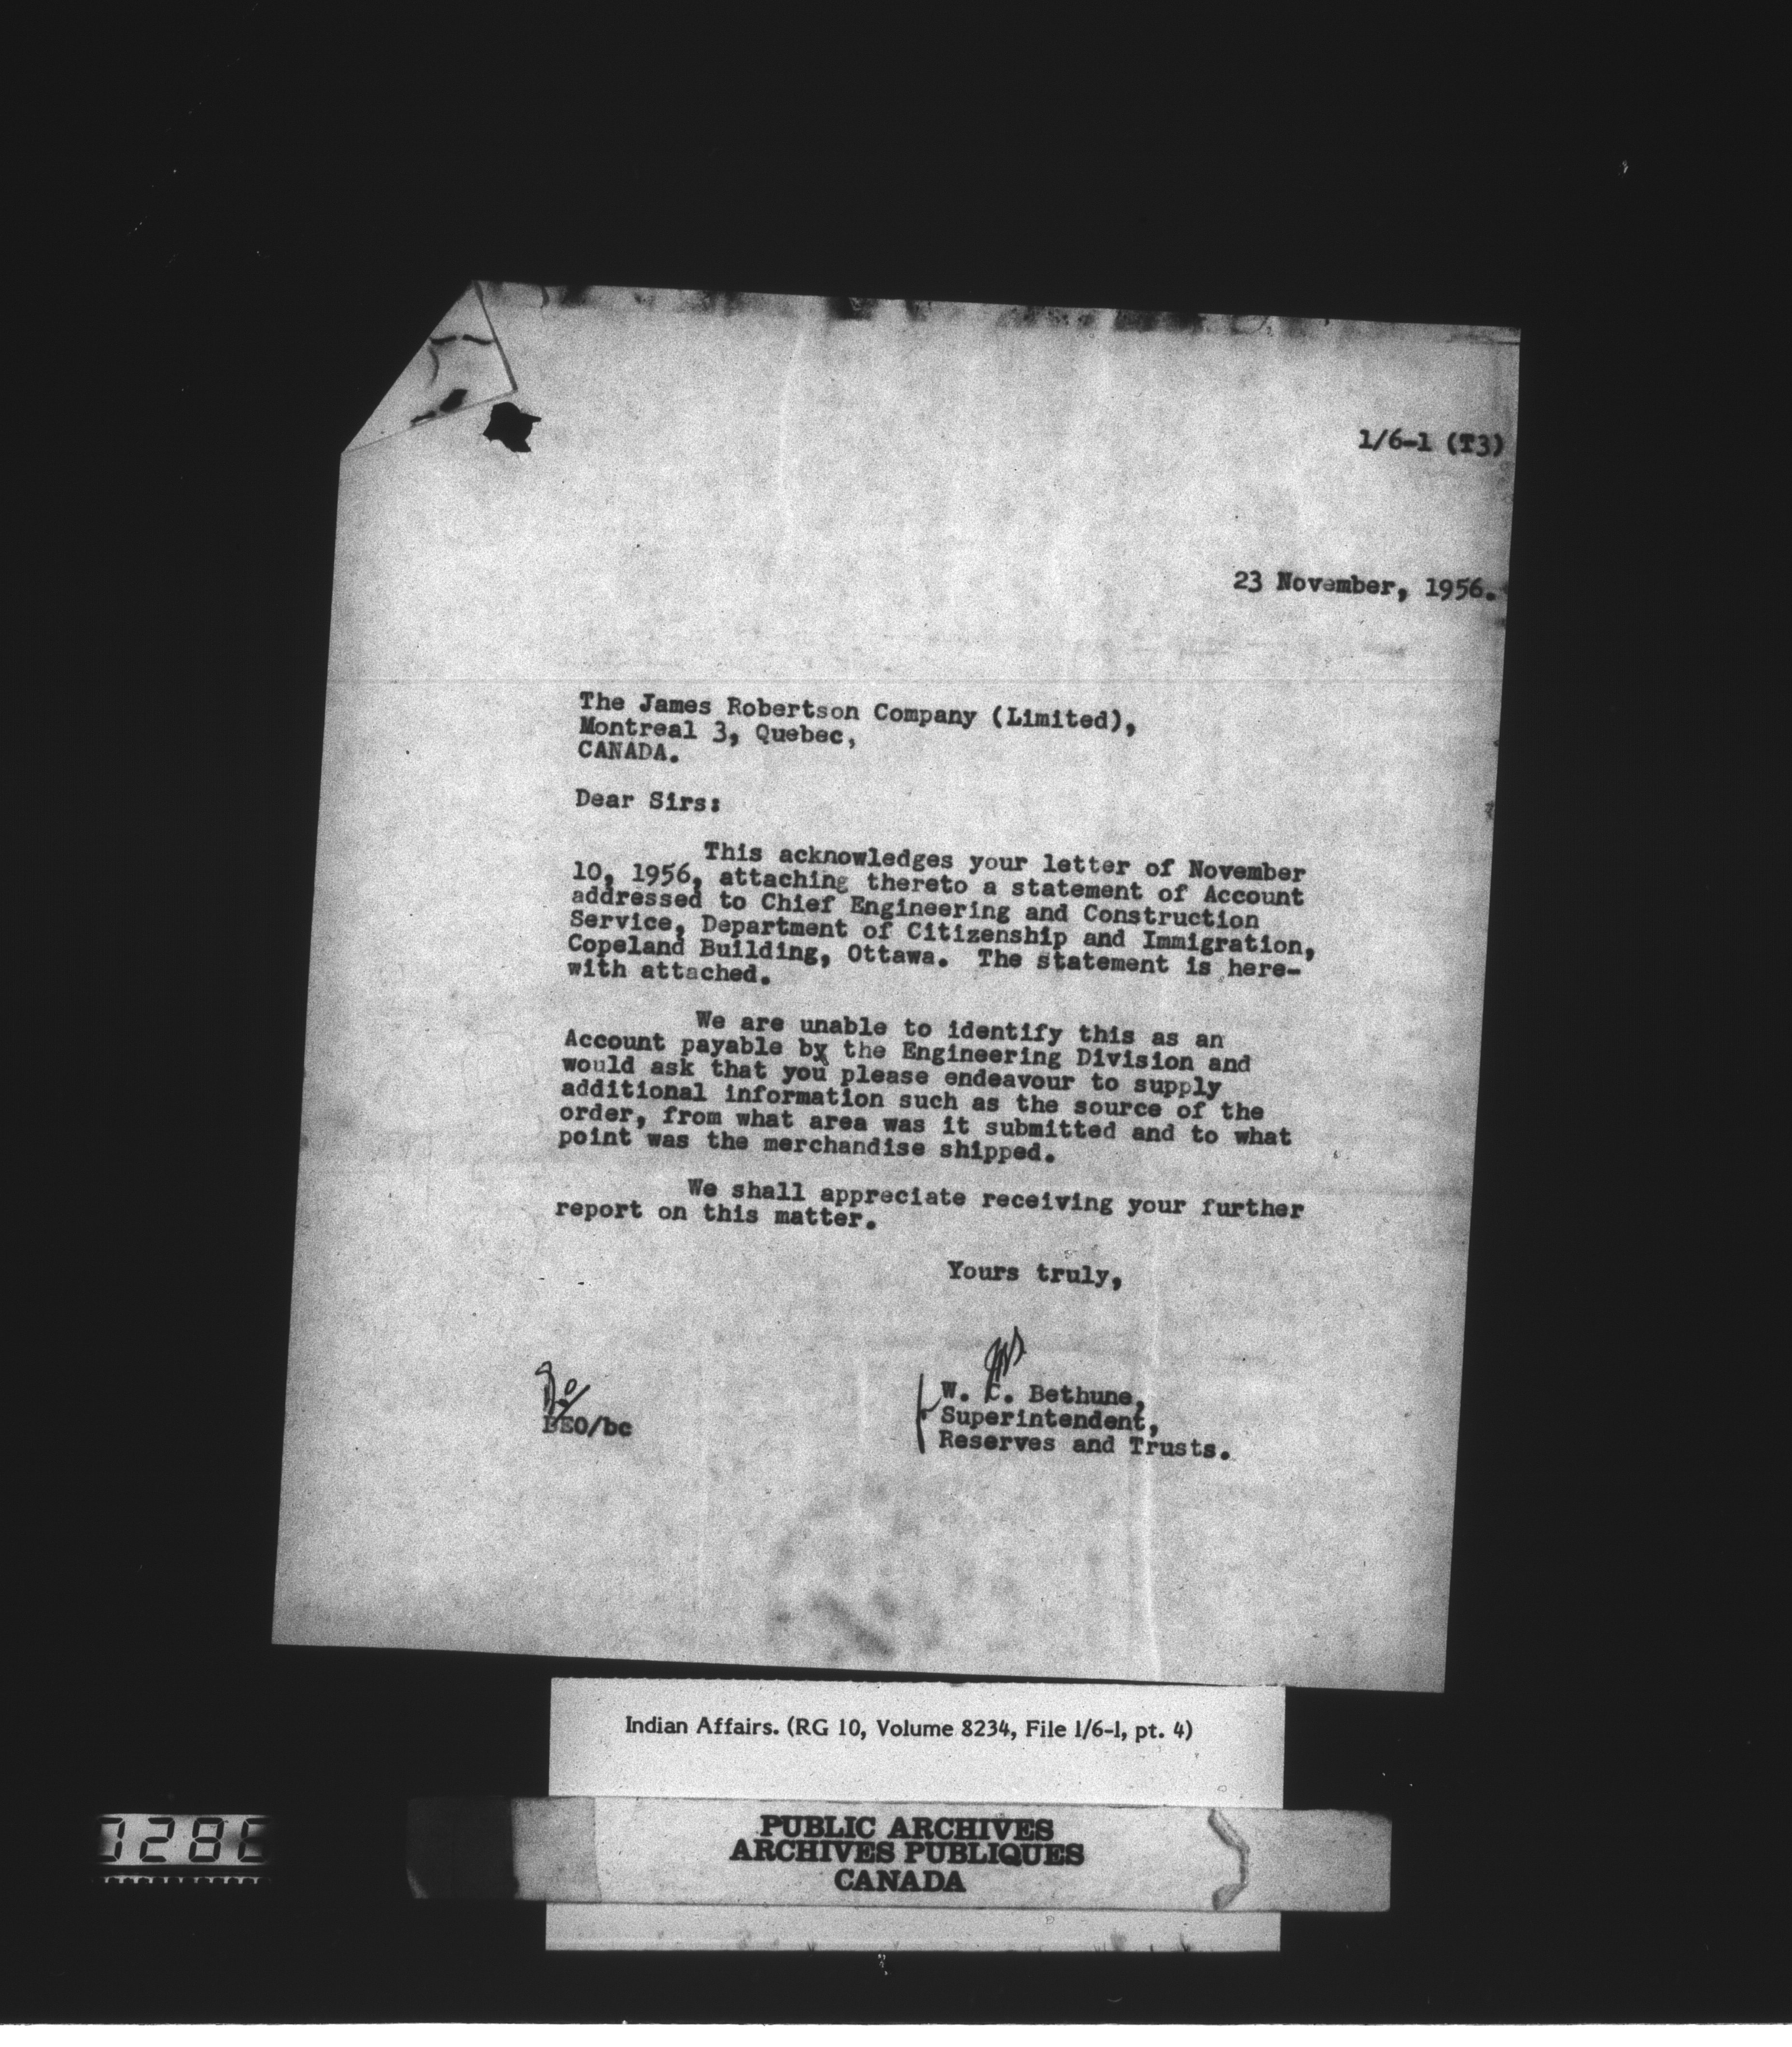 1/6-1 (T3)
23 November, 1956.
The James Robertson Company (Limited),
Montreal 3, Quebec,
CANADA.
Dear Sirs:
This acknowledges your letter of November
10, 1956, attaching thereto a statement of Account
addressed to Chief Engineering and Construction
Service, Department of Citizenship and Immigration,
Copeland Building, Ottawa. The statement is here-
with attached.
We are unable to identify this as an
Account payable by the Engineering Division and
would ask that you please endeavour to supply
additional information such as the source of the
order, from what area was it submitted and to what
point was the merchandise shipped.
We shall appreciate receiving your further
report on this matter.
Yours truly,
W. C. Bethune,
Superintendent,
Reserves and Trusts.
BEO/bc
Indian Affairs. (RG 10, Volume 8234, File 1/6-1, pt. 4)
PUBLIC ARCHIVES
ARCHIVES PUBLIQUES
CANADA